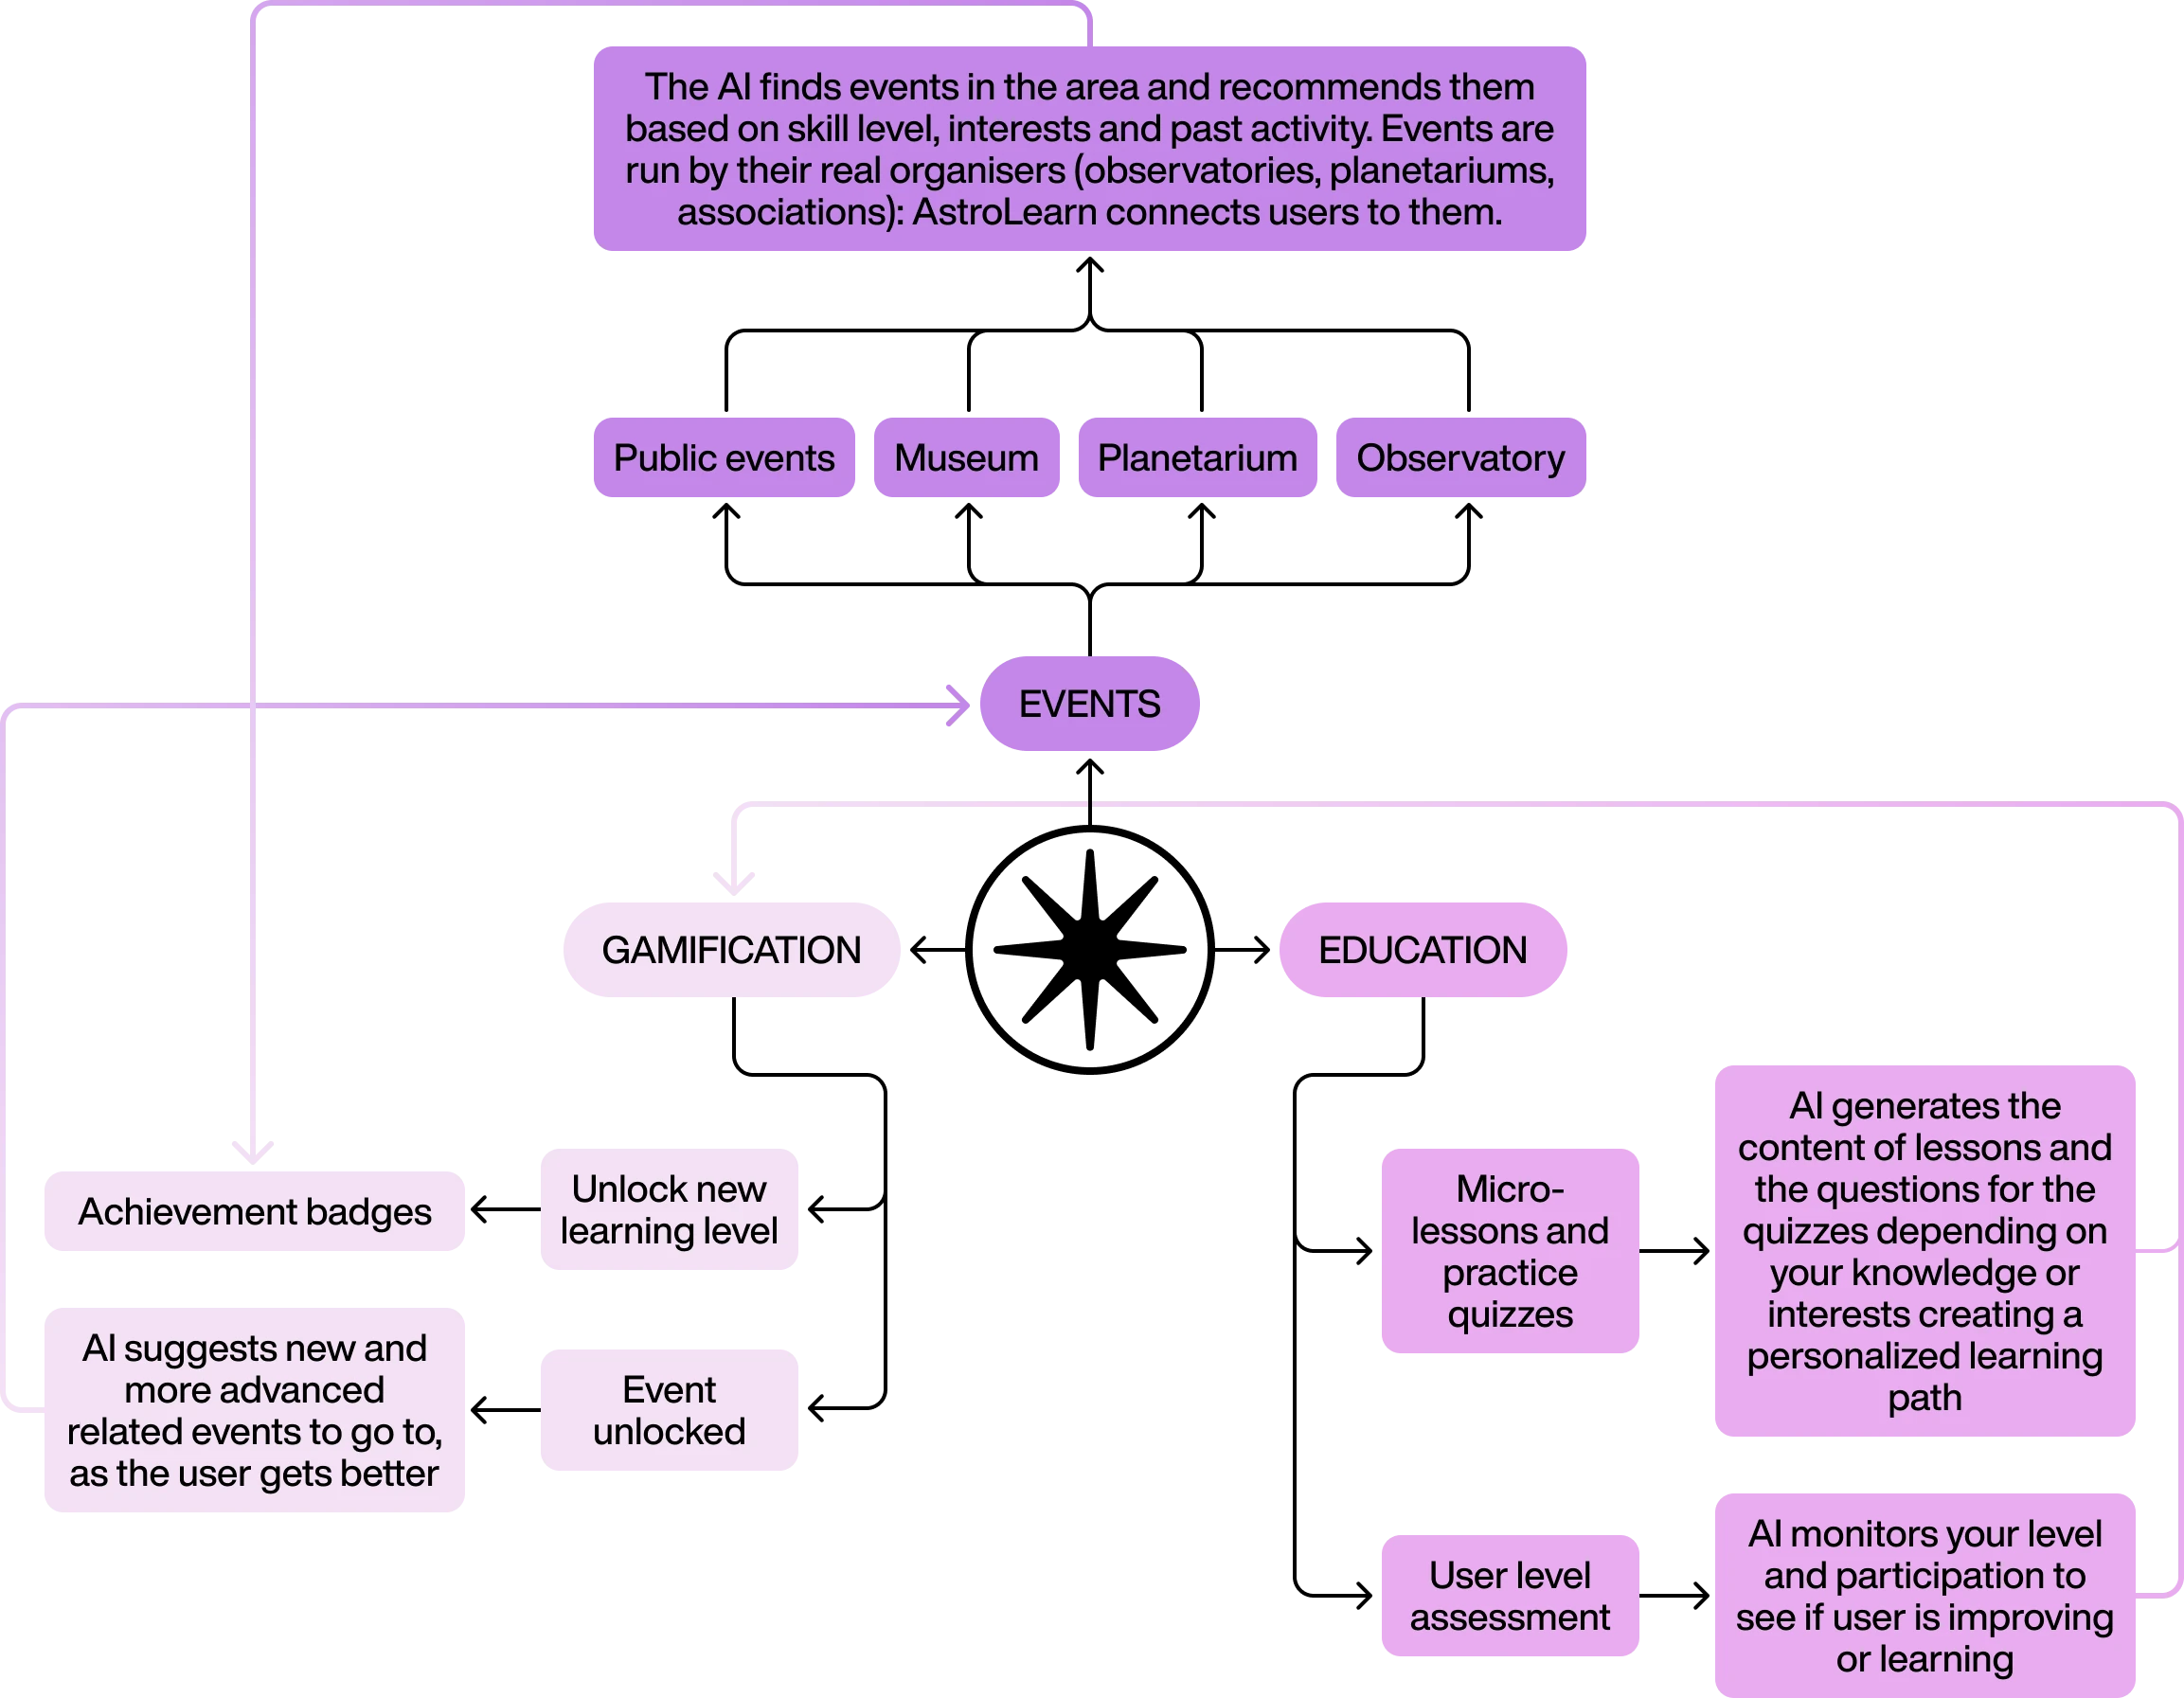 The AI finds events in the area and recommends them
based on skill level, interests and past activity. Events are
run by their real organisers (observatories, planetariums,
associations): AstroLearn connects users to them.
Public events
Museum
Planetarium
Observatory
EVENTS
GAMIFICATION
EDUCATION
Achievement badges
Unlock new
learning level
AI suggests new and
more advanced
related events to go to,
as the user gets better
Event
unlocked
Micro-
lessons and
practice
quizzes
AI generates the
content of lessons and
the questions for the
quizzes depending on
your knowledge or
interests creating a
personalized learning
path
User level
assessment
AI monitors your level
and participation to
see if user is improving
or learning